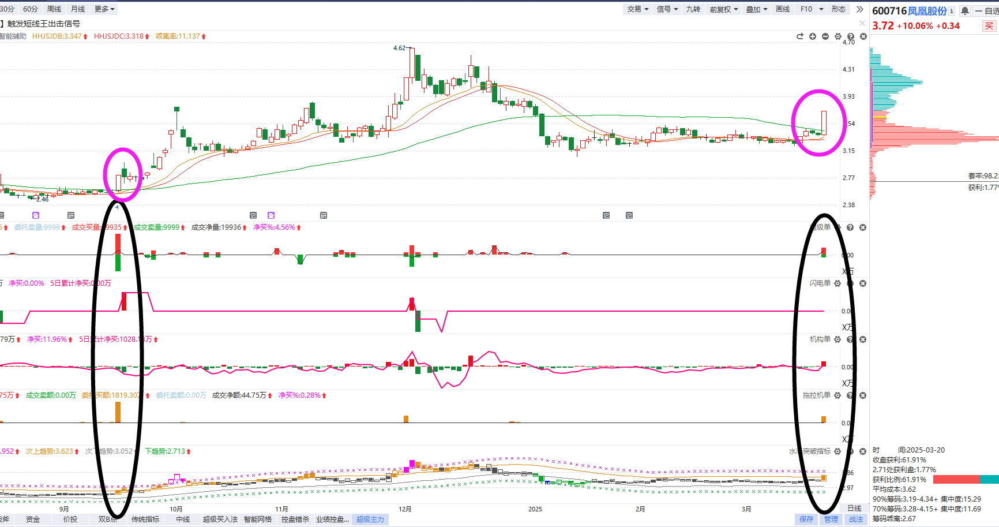 30分 60分 周线 月线 更多
交易 信号 九转 前复权 叠加 画线 F10 形态
600716凤凰股份 自选
3.72 +10.06% +0.34 买
】触发短线王出击信号
智能辅助 HHJSJDB:3.347 HHJSJDC:3.318 乖离率:11.137
4.70
4.62
4.31
3.93
3.54
3.15
2.77
2.46
2.38
套牢:98.2
获利:1.77%
委托卖量:9999 成交买量: 9935 成交卖量:9999 成交净量:19936 净买%:4.56%
超级单
0.00
X万
万 净买:0.00% 5日累计净买:0.00万
闪电单
0.00
X万
79万 净买:11.96% 5日累计净买:1028.13万
机构单
0.00
X万
75万 成交卖额:0.00万 委托买额:1819.30万 委托卖额:0.00万 成交净额:44.75万 净买%:0.28%
拖拉机单
0.00
X万
.952 次上趋势:3.623 次下趋势:3.052 下趋势:2.713
水手突破指标
3.86
2.97
9月 10月 11月 12月 2025 2月 3月 日线
资金 价投 双B点 传统指标 中线 超级买入法 智能网格 控盘错杀 业绩控盘... 超级主力
保存 管理 战法
时 间:2025-03-20
收盘获利:61.91%
2.71处获利盘:1.77%
获利比例:61.91%
平均成本:3.62
90%筹码:3.19-4.34+ 集中度:15.29
70%筹码:3.28-4.15+ 集中度:11.69
筹码乖离:2.67